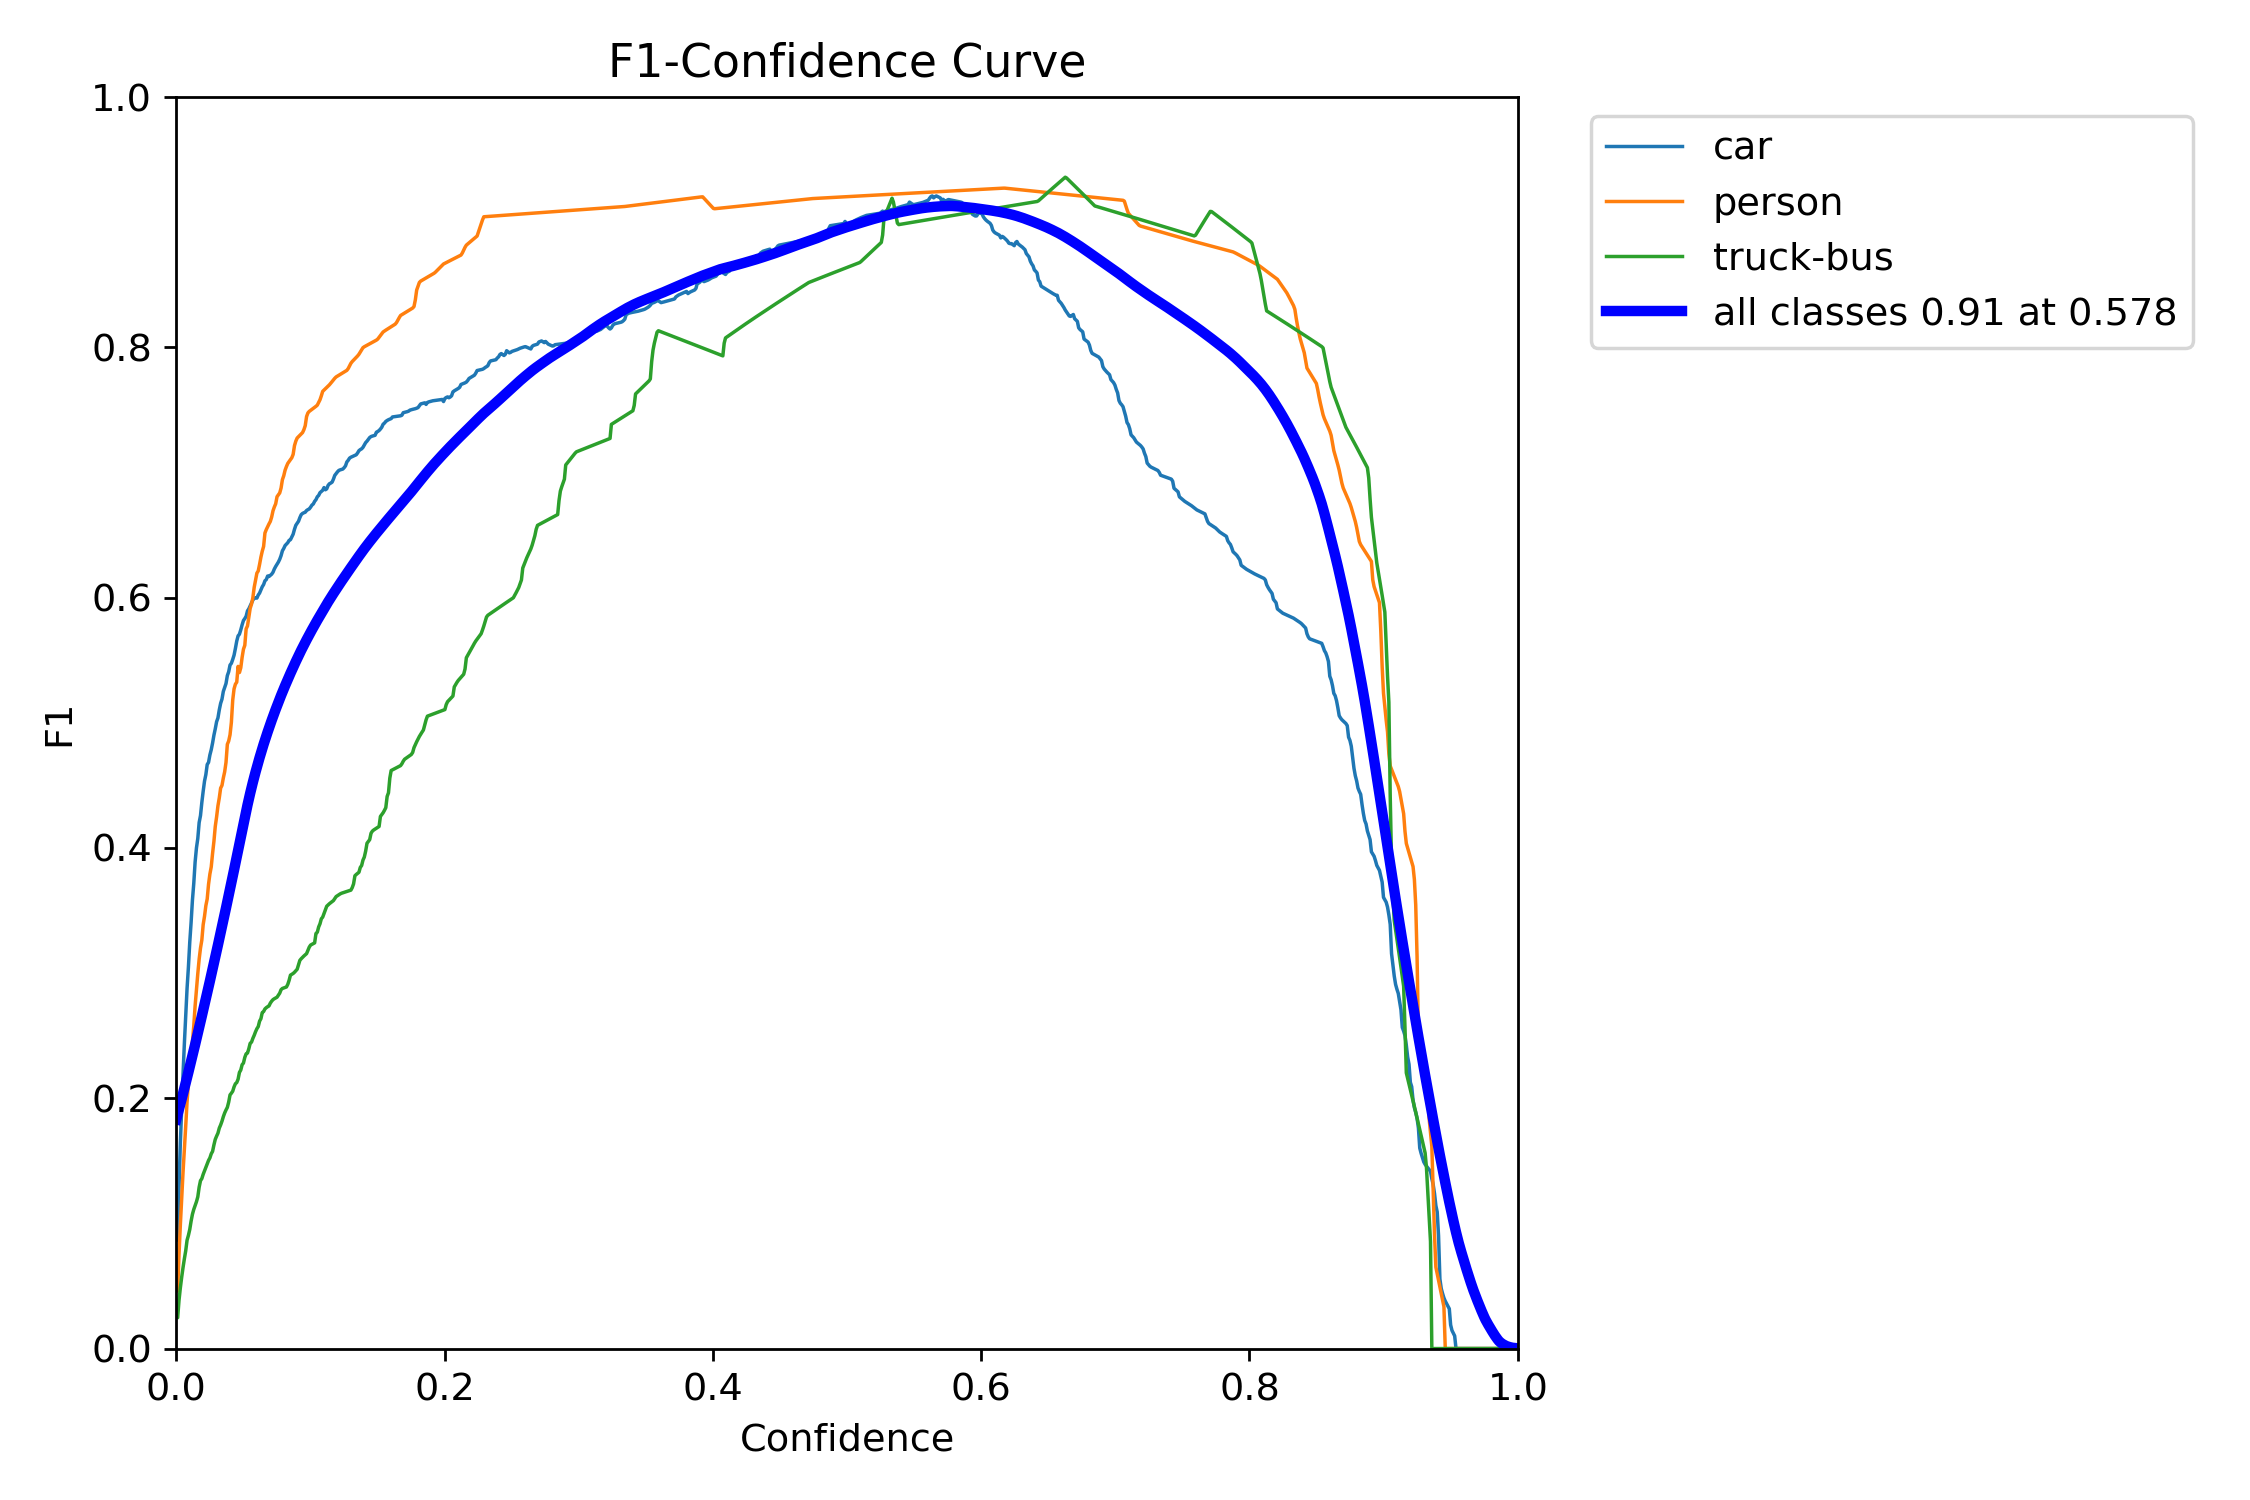 F1-Confidence Curve
1.0
0.8
0.6
0.4
0.2
0.0
F1
0.0 0.2 0.4 0.6 0.8 1.0
Confidence
car
person
truck-bus
all classes 0.91 at 0.578